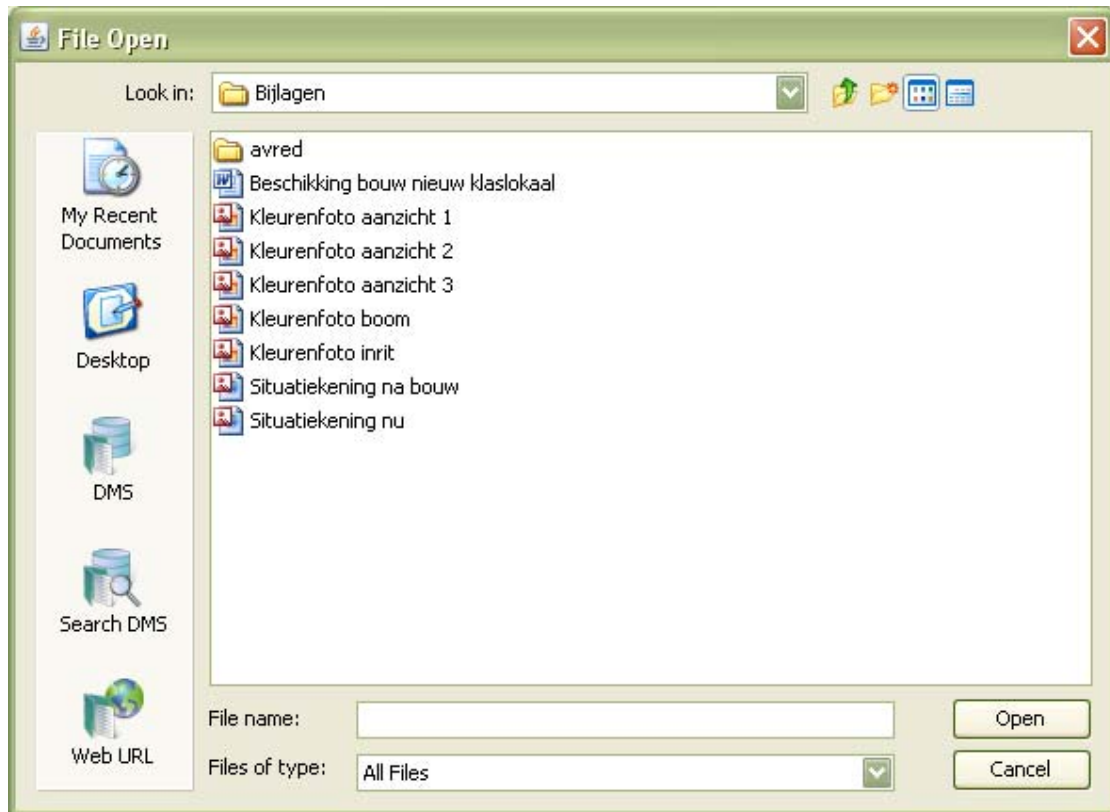 File Open
Look in:
Bijlagen
My Recent
Documents
Desktop
DMS
Search DMS
Web URL
avred
Beschikking bouw nieuw klaslokaal
Kleurenfoto aanzicht 1
Kleurenfoto aanzicht 2
Kleurenfoto aanzicht 3
Kleurenfoto boom
Kleurenfoto inrit
Situatiekening na bouw
Situatiekening nu
File name:
Open
Files of type:
All Files
Cancel